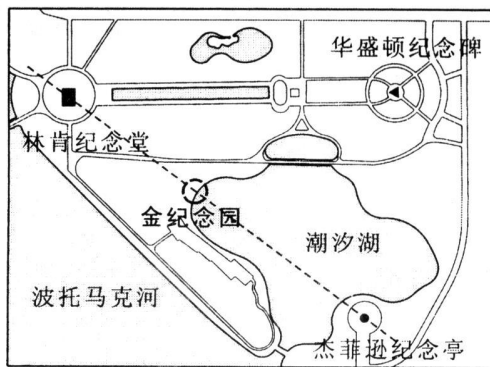 华盛顿纪念碑
林肯纪念堂
金纪念园
潮汐湖
波托马克河
杰菲逊纪念亭